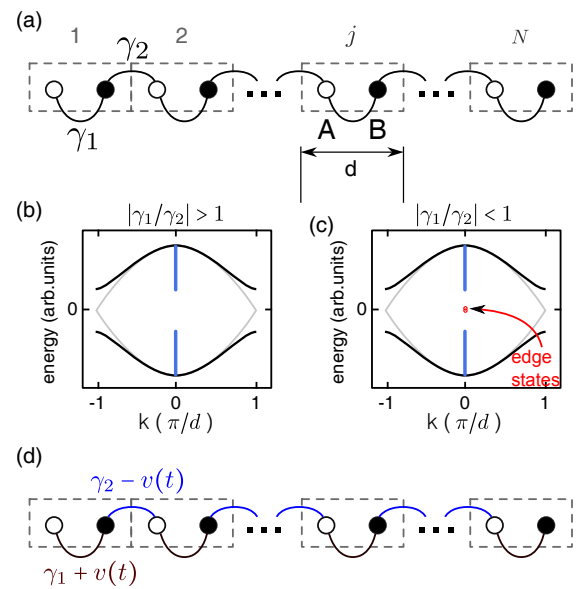 (a)
1 γ₂ 2 j N
γ₁ A B
d
(b) |γ₁/γ₂| > 1
energy (arb.units)
0
-1 0 1
k ( π/d )
(c) |γ₁/γ₂| < 1
energy (arb.units)
0
edge
states
-1 0 1
k ( π/d )
(d)
γ₂ − v(t)
γ₁ + v(t)